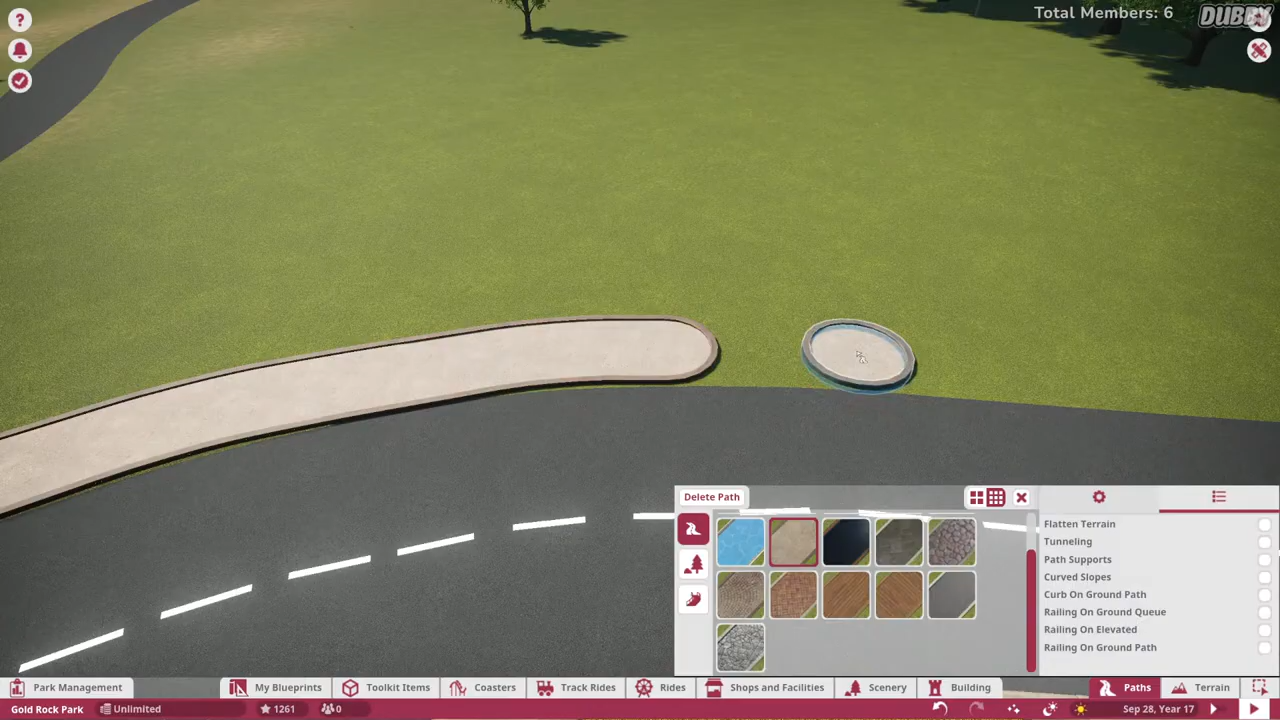 Total Members: 6
DUBBY
?
Delete Path
Flatten Terrain
Tunneling
Path Supports
Curved Slopes
Curb On Ground Path
Railing On Ground Queue
Railing On Elevated
Railing On Ground Path
Park Management
My Blueprints
Toolkit Items
Coasters
Track Rides
Rides
Shops and Facilities
Scenery
Building
Paths
Terrain
Gold Rock Park
Unlimited
1261
0
Sep 28, Year 17